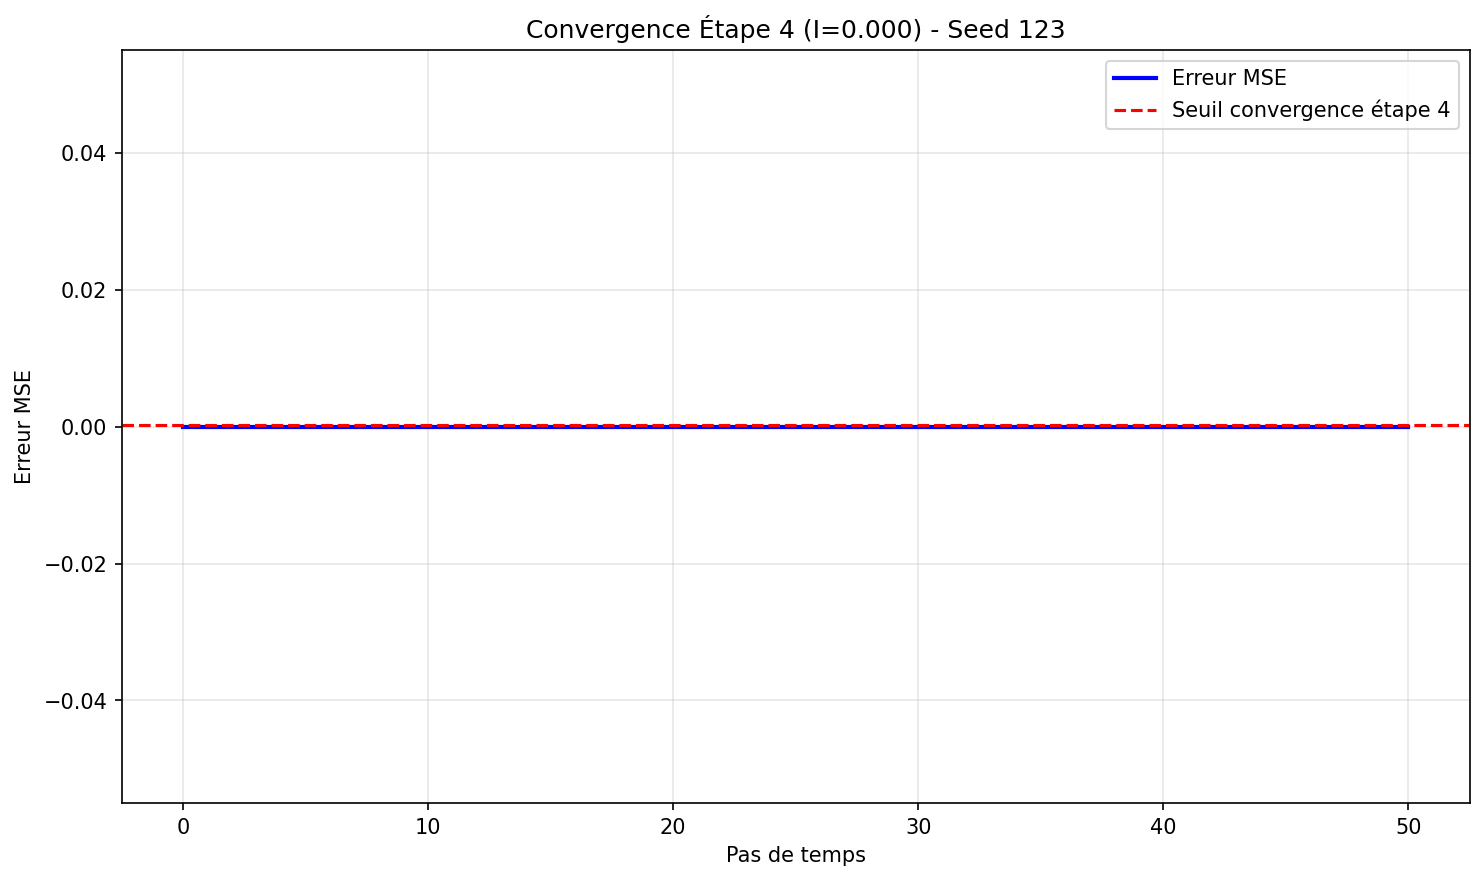 Convergence Étape 4 (I=0.000) - Seed 123
Erreur MSE
Seuil convergence étape 4
0.04
0.02
0.00
−0.02
−0.04
Erreur MSE
0 10 20 30 40 50
Pas de temps